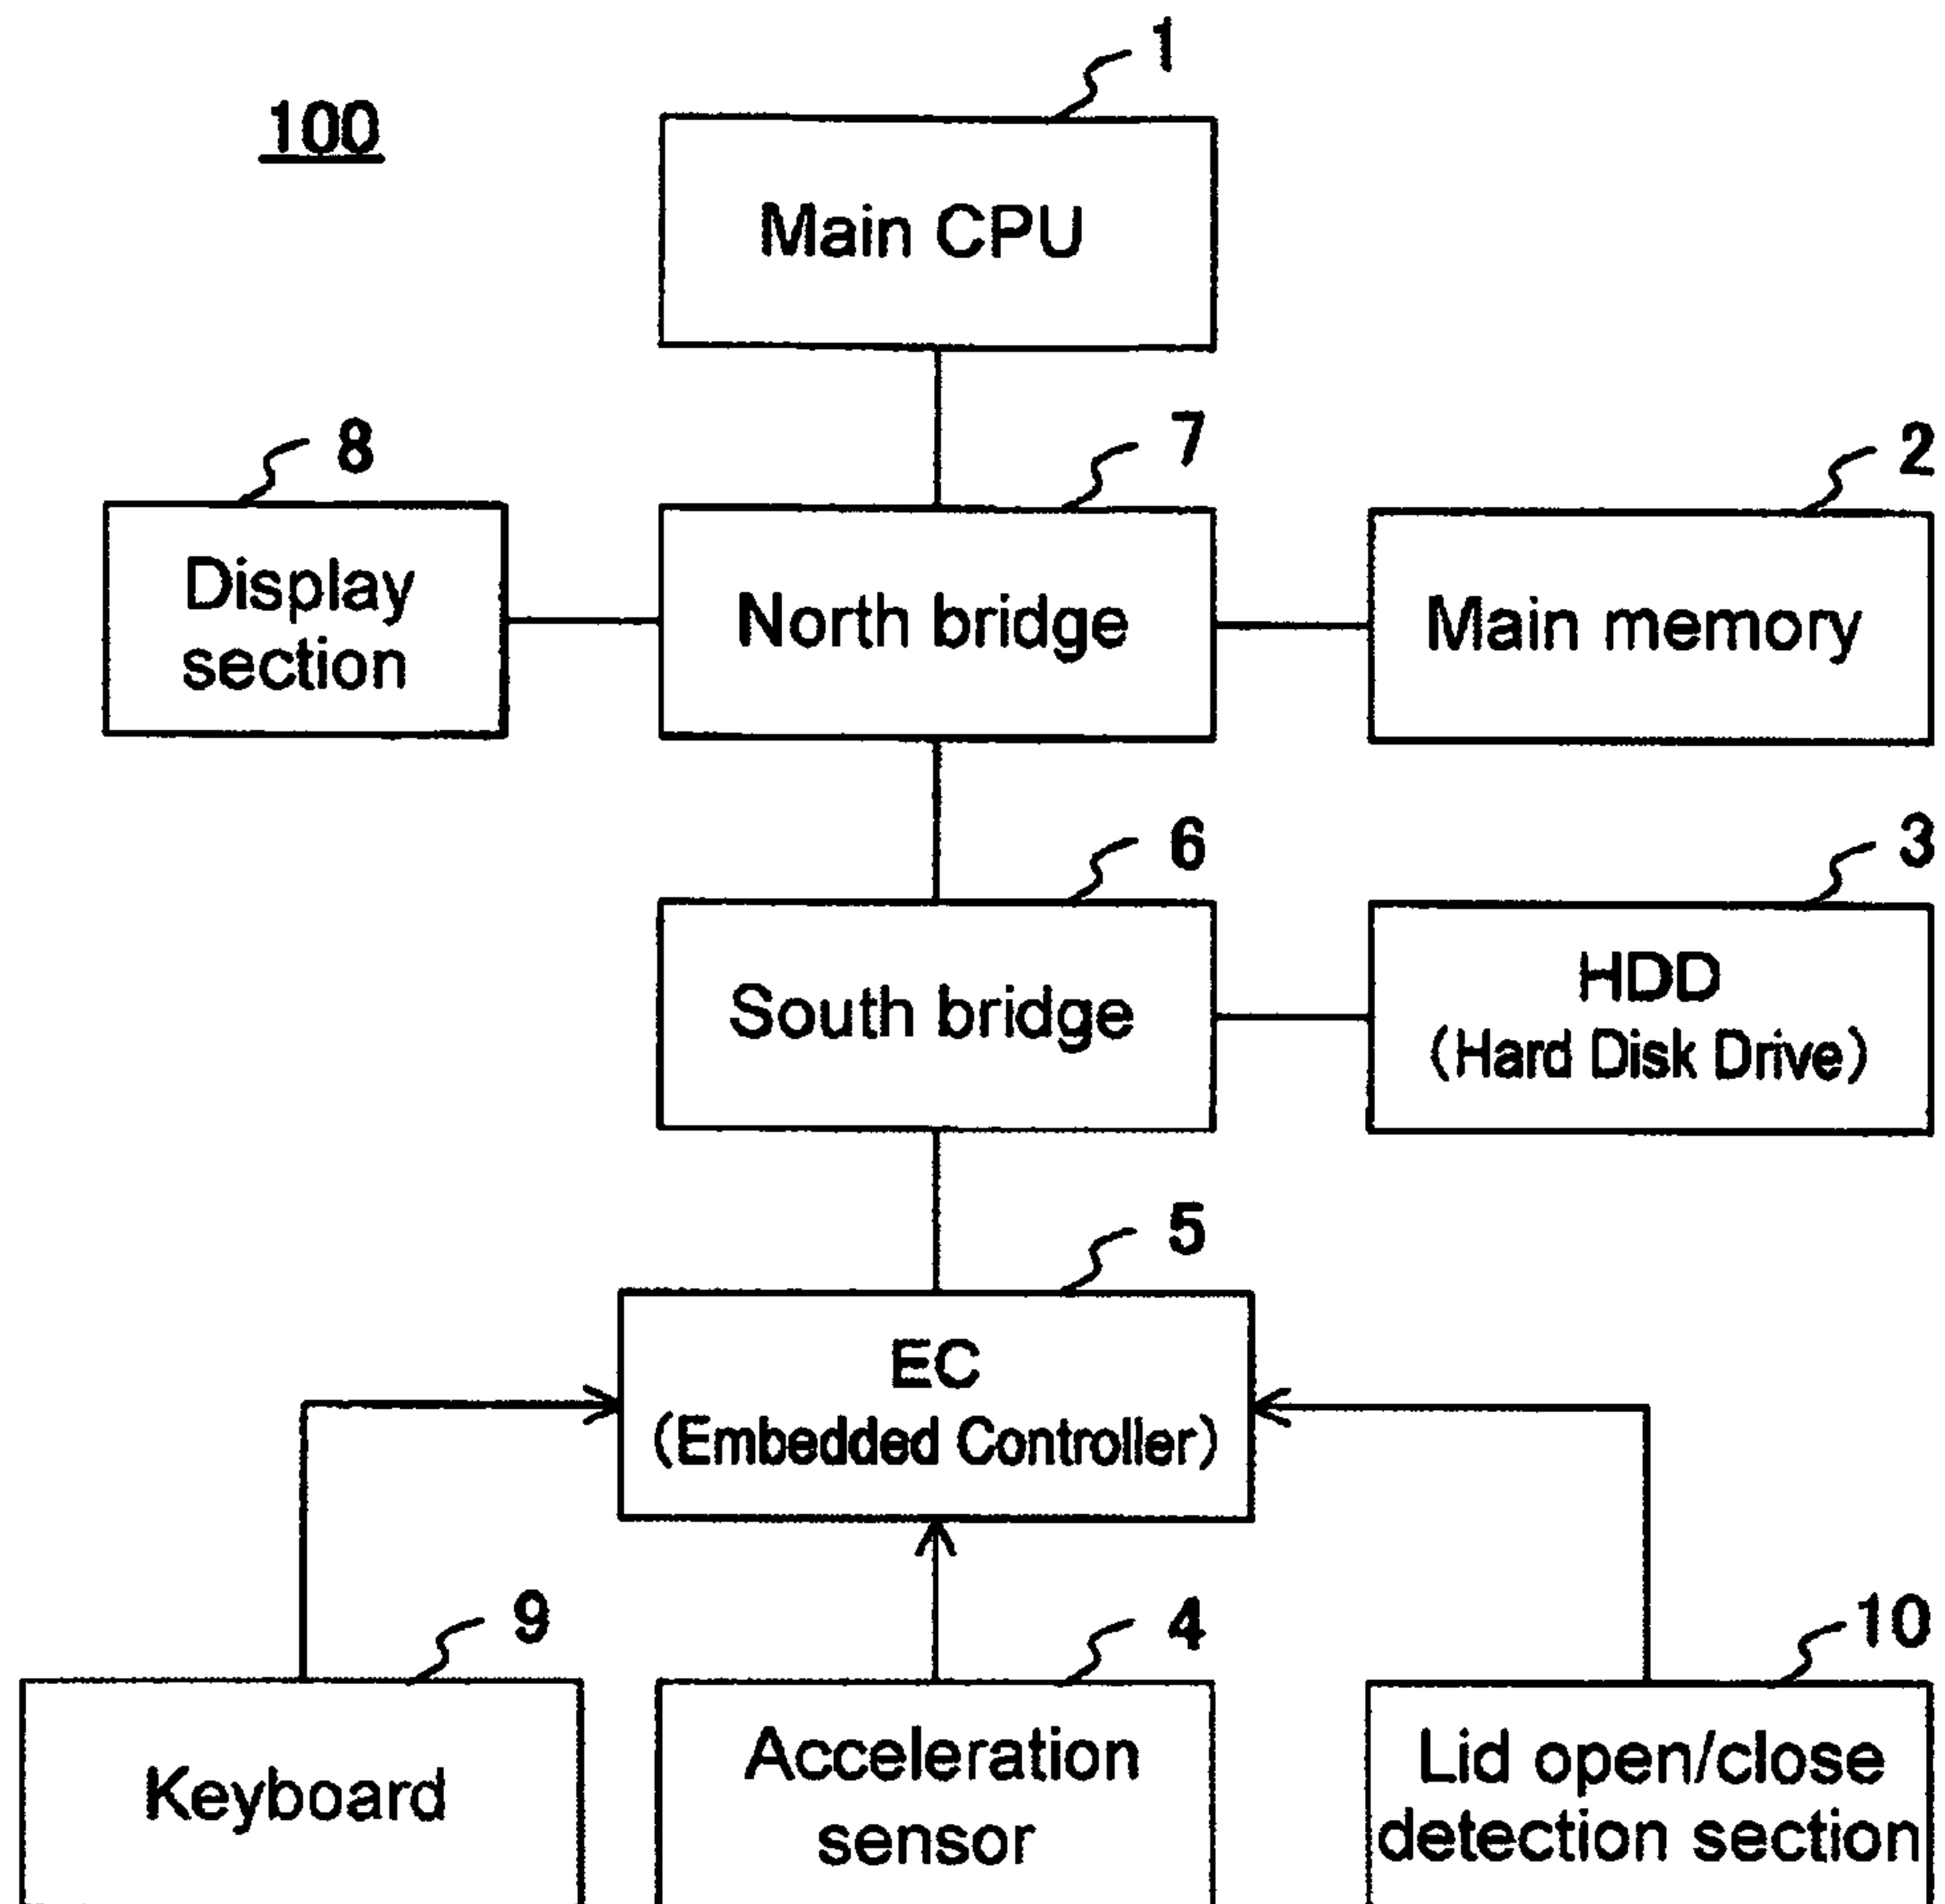 1
100
Main CPU
8
7
2
Display
section
North bridge
Main memory
6
3
South bridge
HDD
(Hard Disk Drive)
5
EC
(Embedded Controller)
9
4
10
Keyboard
Acceleration
sensor
Lid open/close
detection section